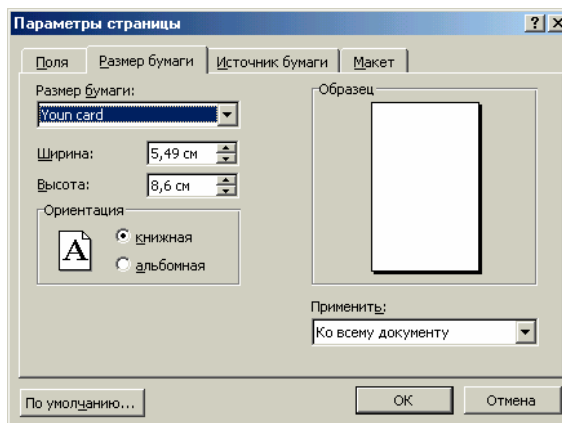 Параметры страницы
Поля Размер бумаги Источник бумаги Макет
Размер бумаги:
Youn card
Ширина: 5,49 см
Высота: 8,6 см
Ориентация
A
книжная
альбомная
Образец
Применить:
Ко всему документу
По умолчанию... ОК Отмена